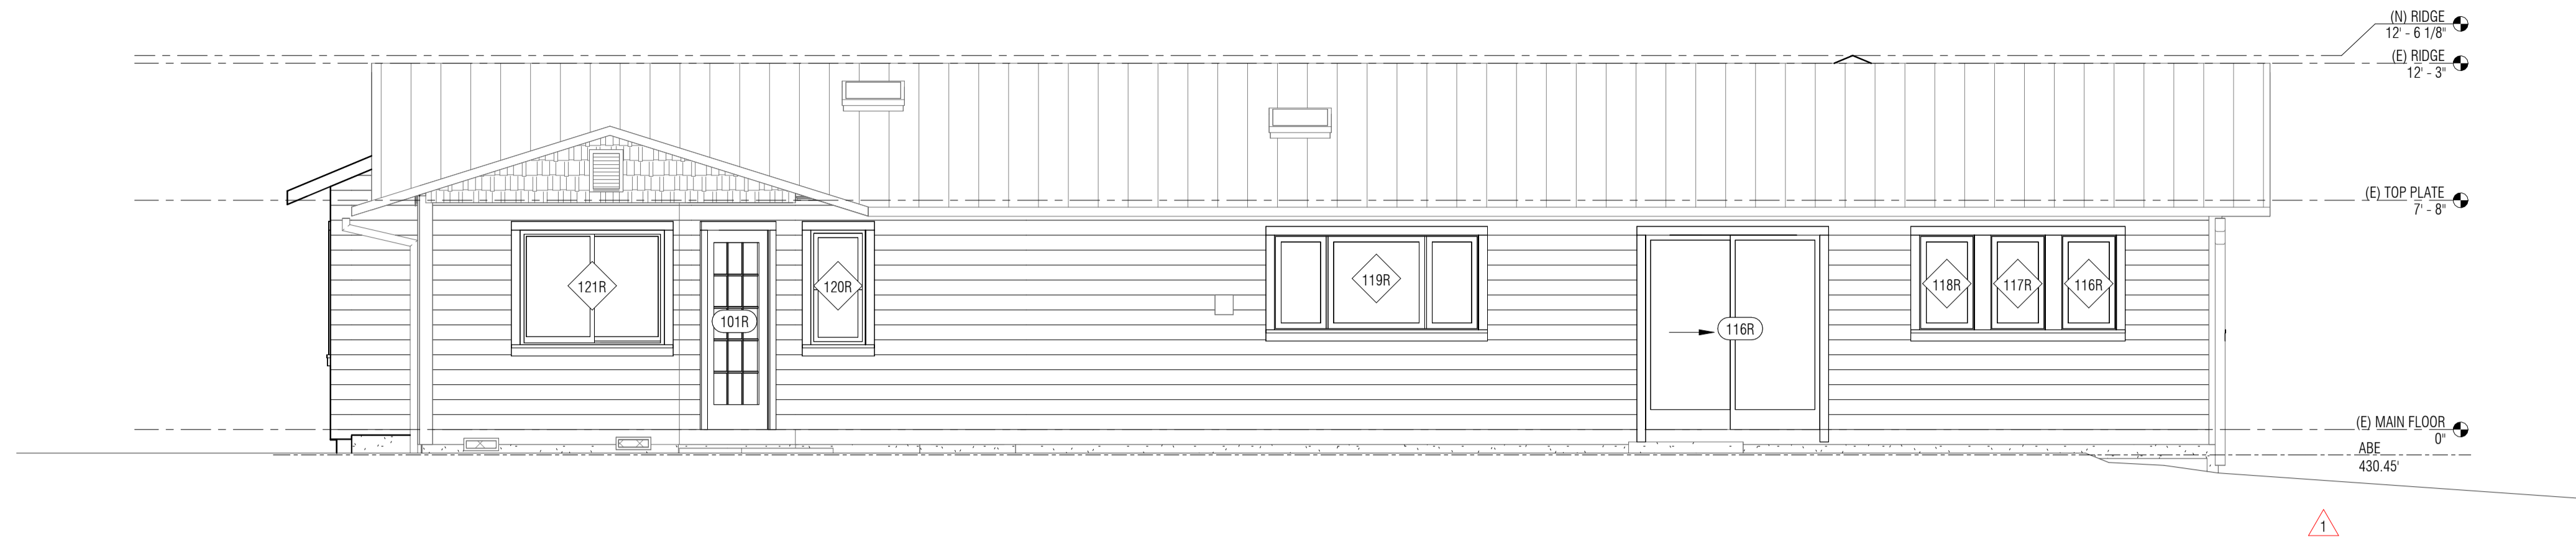 (N) RIDGE
12' - 6 1/8"
(E) RIDGE
12' - 3"
(E) TOP PLATE
7' - 8"
121R
101R
120R
119R
116R
118R
117R
116R
(E) MAIN FLOOR
0"
ABE
430.45'
1